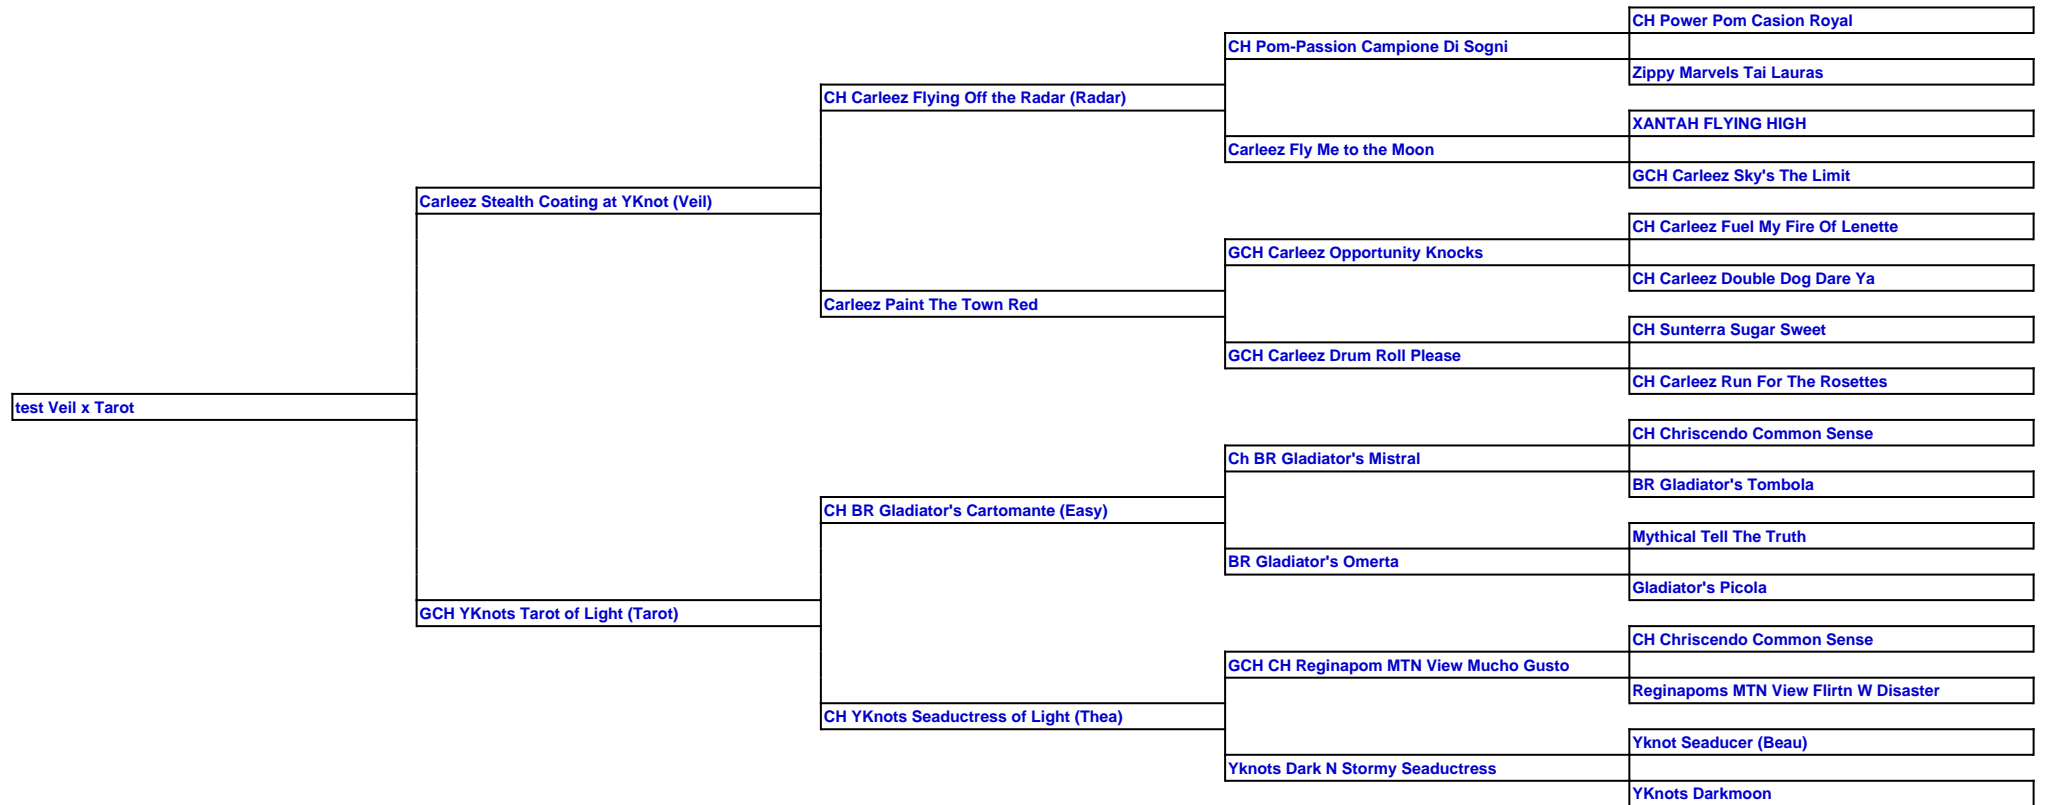 CH Power Pom Casion Royal
CH Pom-Passion Campione Di Sogni
Zippy Marvels Tai Lauras
CH Carleez Flying Off the Radar (Radar)
XANTAH FLYING HIGH
Carleez Fly Me to the Moon
GCH Carleez Sky's The Limit
Carleez Stealth Coating at YKnot (Veil)
CH Carleez Fuel My Fire Of Lenette
GCH Carleez Opportunity Knocks
CH Carleez Double Dog Dare Ya
Carleez Paint The Town Red
CH Sunterra Sugar Sweet
GCH Carleez Drum Roll Please
CH Carleez Run For The Rosettes
test Veil x Tarot
CH Chriscendo Common Sense
Ch BR Gladiator's Mistral
BR Gladiator's Tombola
CH BR Gladiator's Cartomante (Easy)
Mythical Tell The Truth
BR Gladiator's Omerta
Gladiator's Picola
GCH YKnots Tarot of Light (Tarot)
CH Chriscendo Common Sense
GCH CH Reginapom MTN View Mucho Gusto
Reginapoms MTN View Flirtn W Disaster
CH YKnots Seaductress of Light (Thea)
Yknot Seaducer (Beau)
Yknots Dark N Stormy Seaductress
YKnots Darkmoon